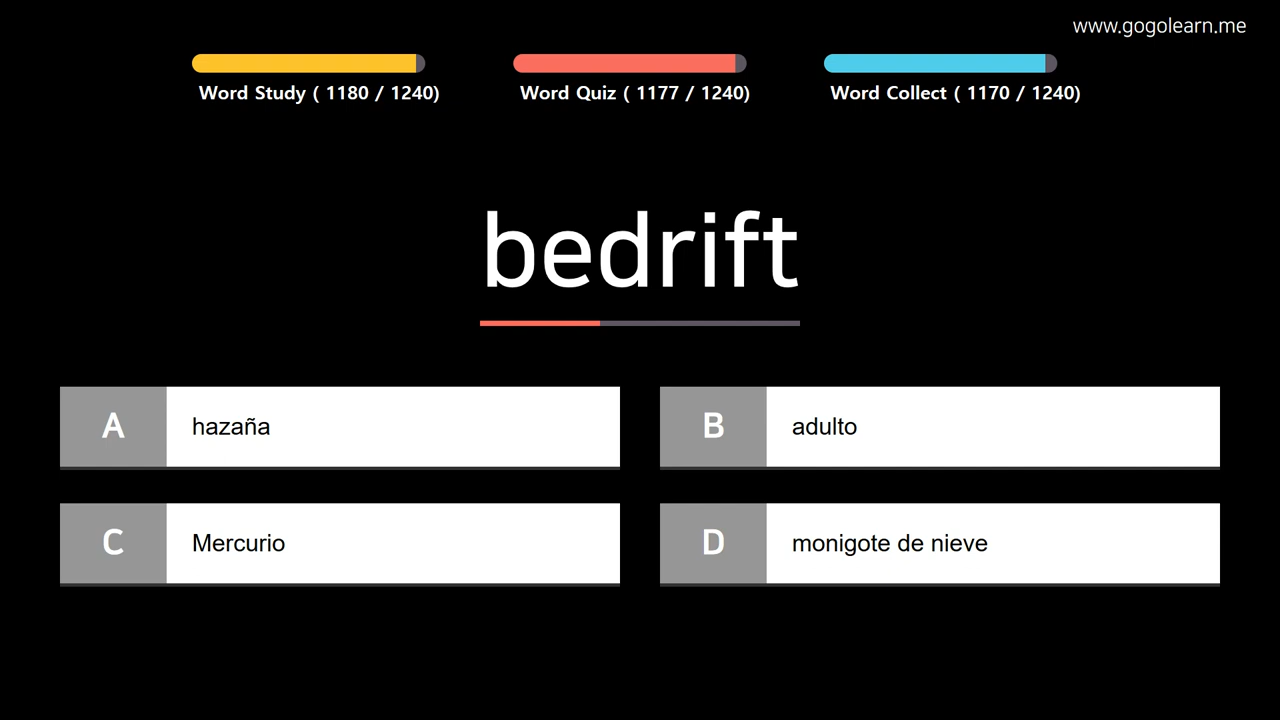 www.gogolearn.me
Word Study ( 1180 / 1240)
Word Quiz ( 1177 / 1240)
Word Collect ( 1170 / 1240)
bedrift
A hazaña
B adulto
C Mercurio
D monigote de nieve